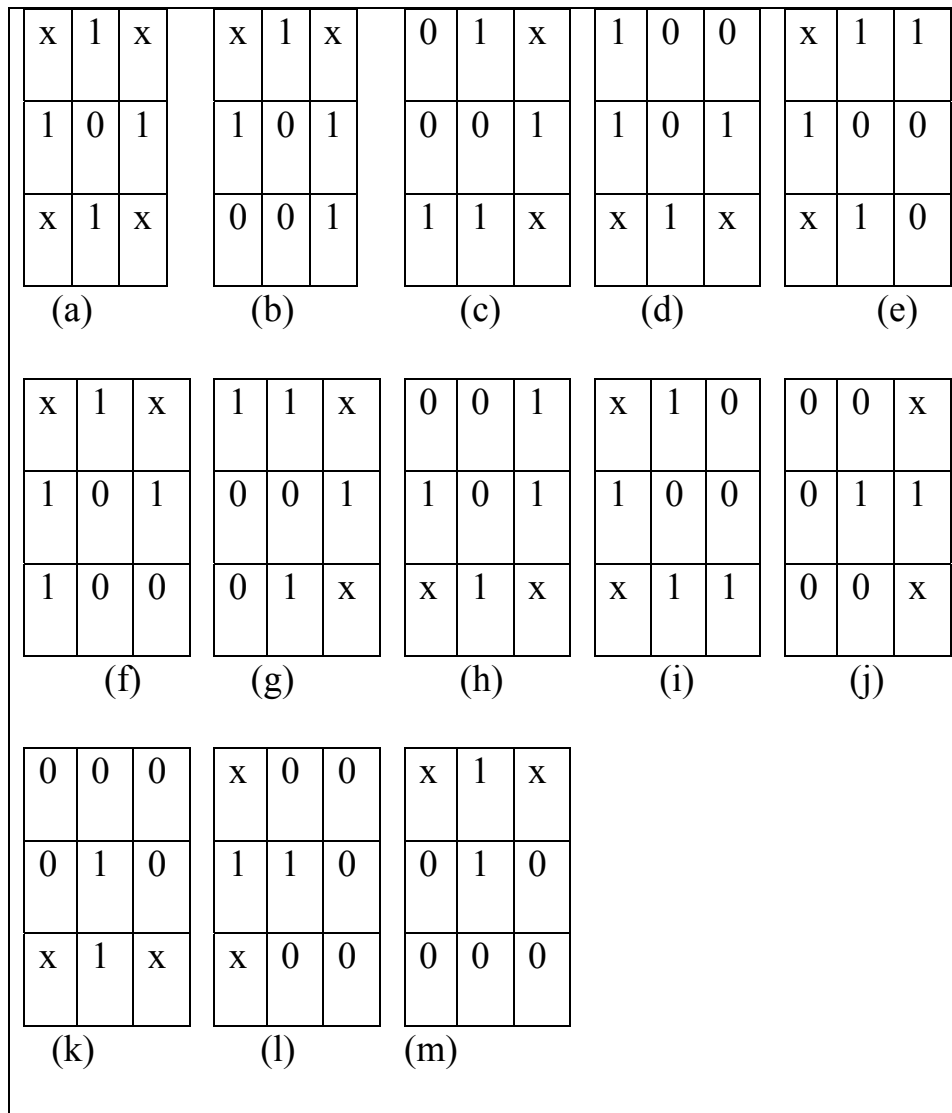 x 1 x x 1 x 0 1 x 1 0 0 x 1 1
1 0 1 1 0 1 0 0 1 1 0 1 1 0 0
x 1 x 0 0 1 1 1 x x 1 x x 1 0
(a) (b) (c) (d) (e)
x 1 x 1 1 x 0 0 1 x 1 0 0 0 x
1 0 1 0 0 1 1 0 1 1 0 0 0 1 1
1 0 0 0 1 x x 1 x x 1 1 0 0 x
(f) (g) (h) (i) (j)
0 0 0 x 0 0 x 1 x
0 1 0 1 1 0 0 1 0
x 1 x x 0 0 0 0 0
(k) (l) (m)